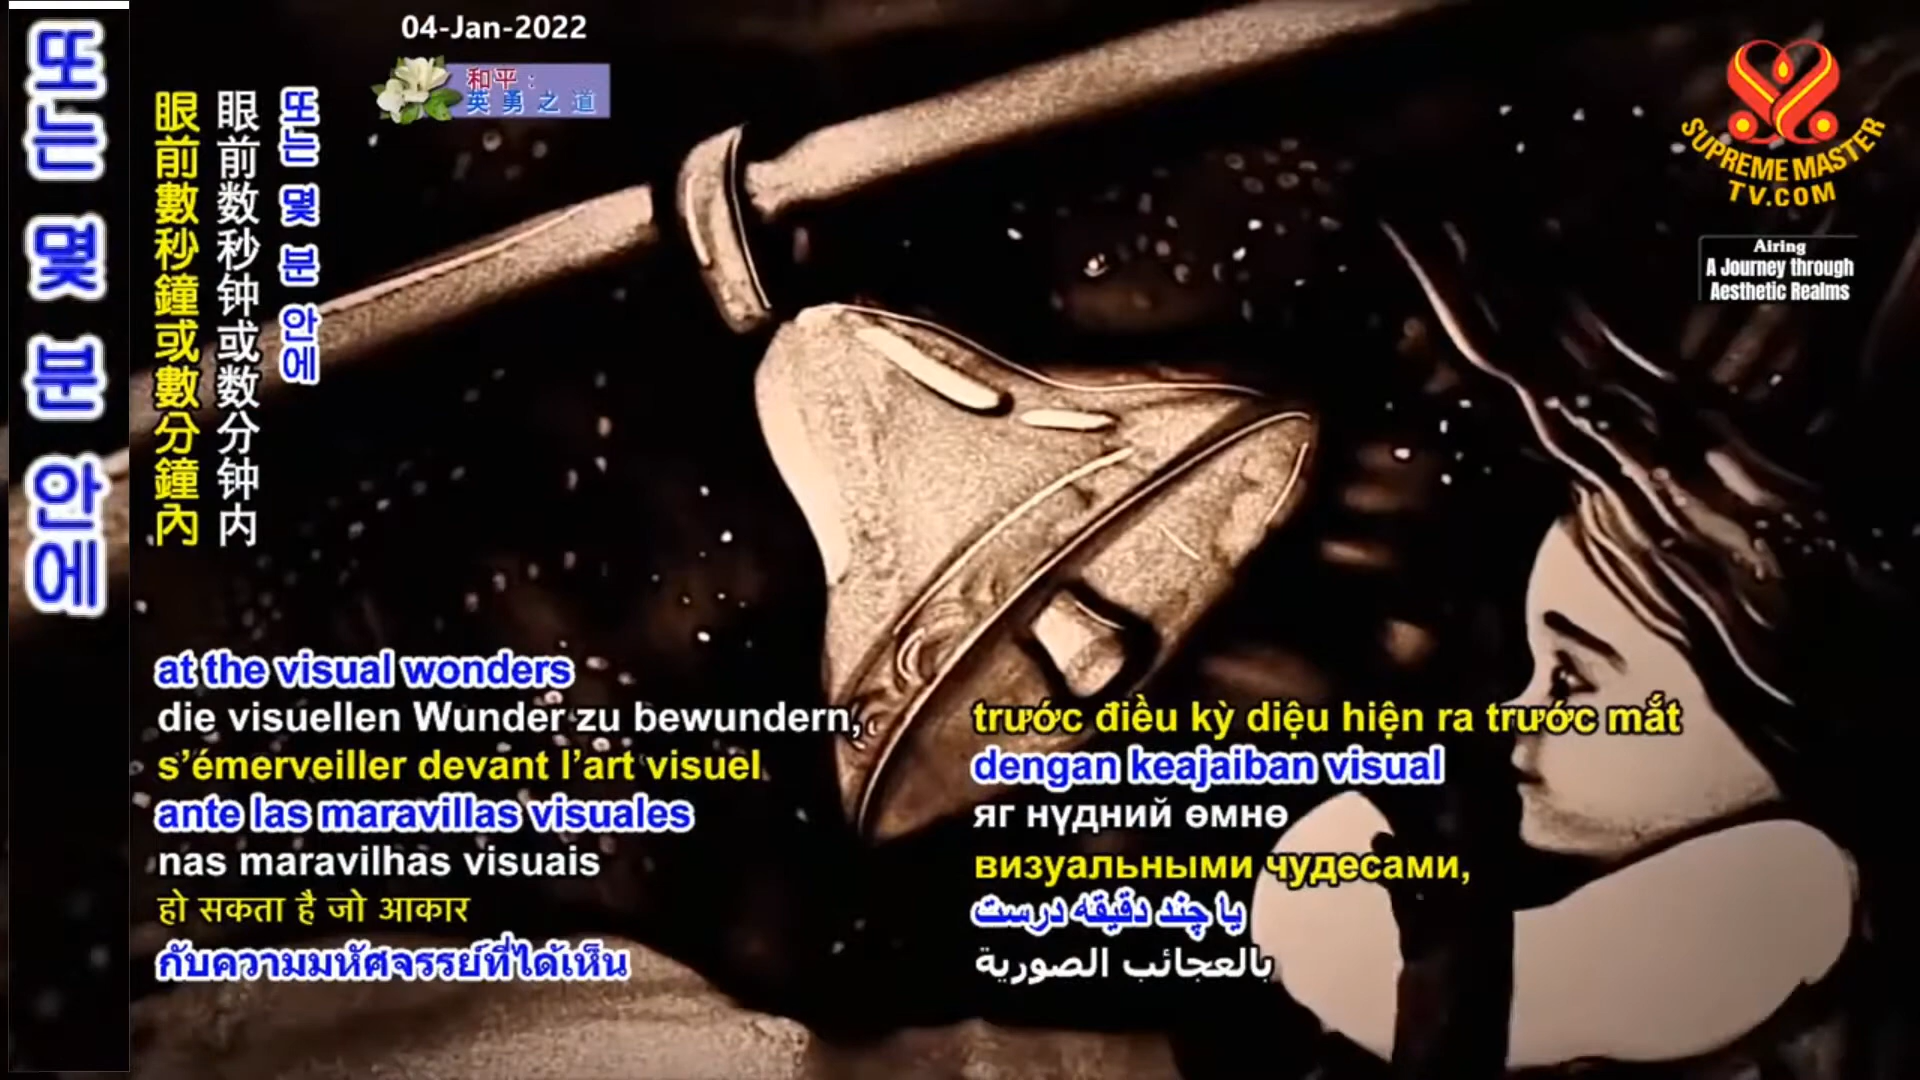 또는 몇 분 안에
04-Jan-2022
和平：
英勇之道
眼前數秒鐘或數分鐘內
眼前数秒钟或数分钟内
또는 몇 분 안에
SUPREME MASTER
TV.COM
Airing
A Journey through
Aesthetic Realms
at the visual wonders
die visuellen Wunder zu bewundern,
s’émerveiller devant l’art visuel
ante las maravillas visuales
nas maravilhas visuais
हो सकता है जो आकार
กับความมหัศจรรย์ที่ได้เห็น
trước điều kỳ diệu hiện ra trước mắt
dengan keajaiban visual
яг нүдний өмнө
визуальными чудесами,
یا چند دقیقه درست
بالعجائب الصورية